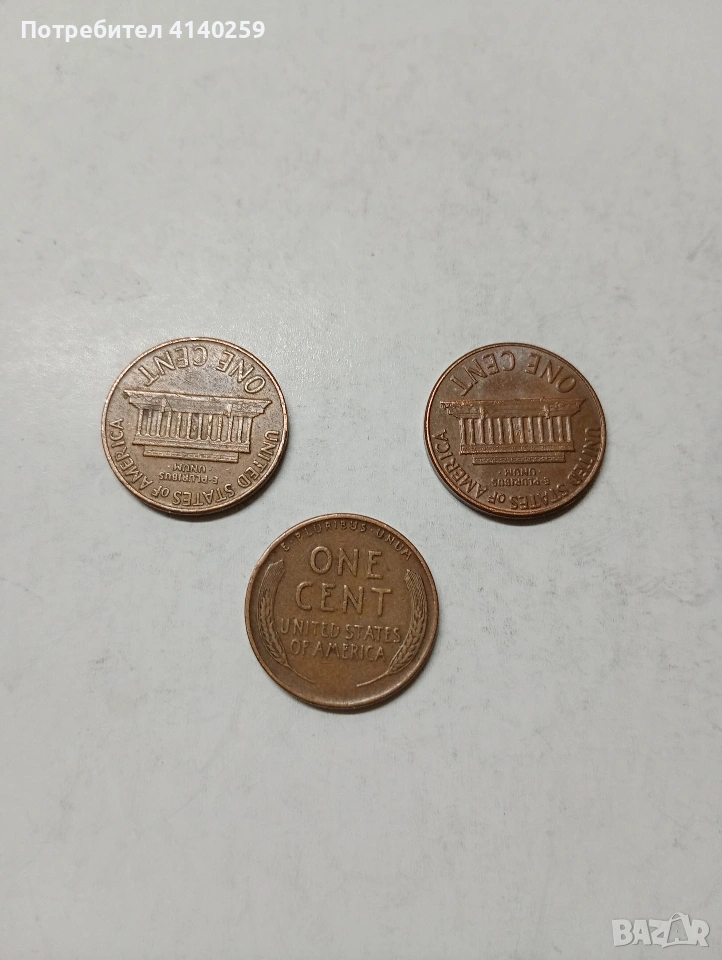 Потребител 4140259
ONE CENT
E·PLURIBUS
·UNUM·
UNITED STATES OF AMERICA
ONE CENT
E·PLURIBUS
·UNUM·
UNITED STATES OF AMERICA
E·PLURIBUS·UNUM
ONE
CENT
UNITED STATES
OF AMERICA
BAZAR